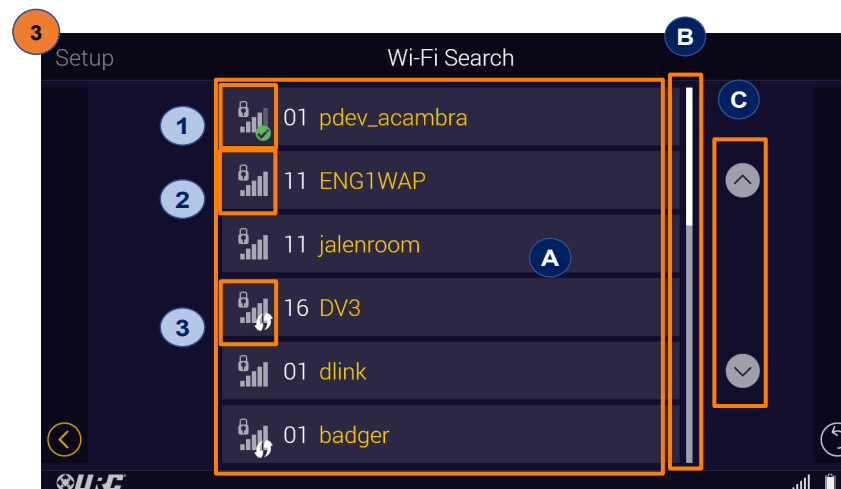 3
Setup
Wi-Fi Search
B
C
1
01 pdev_acambra
2
11 ENG1WAP
11 jalenroom
A
3
16 DV3
01 dlink
01 badger
URC